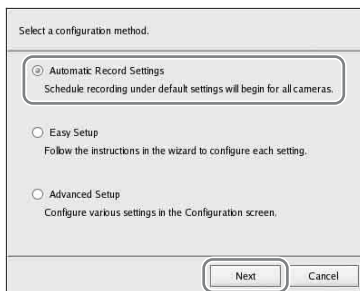 Select a configuration method.
Automatic Record Settings
Schedule recording under default settings will begin for all cameras.
Easy Setup
Follow the instructions in the wizard to configure each setting.
Advanced Setup
Configure various settings in the Configuration screen.
Next
Cancel